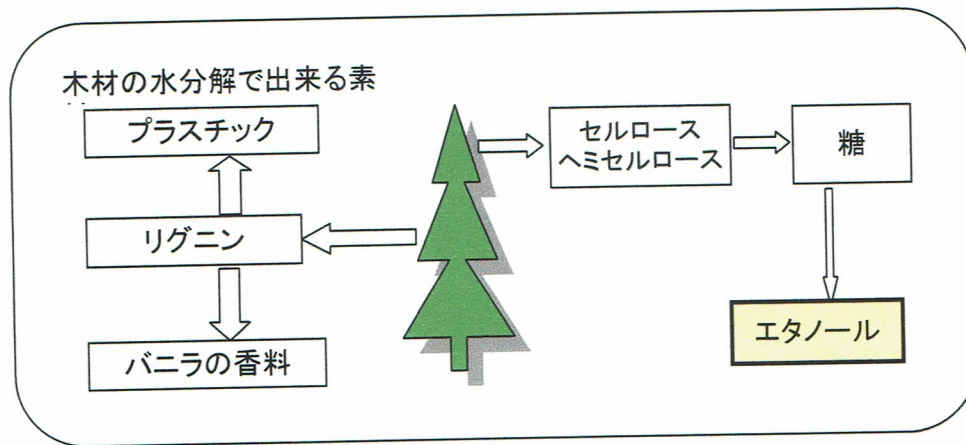 木材の水分解で出来る素
プラスチック
リグニン
バニラの香料
セルロース
ヘミセルロース
糖
エタノール